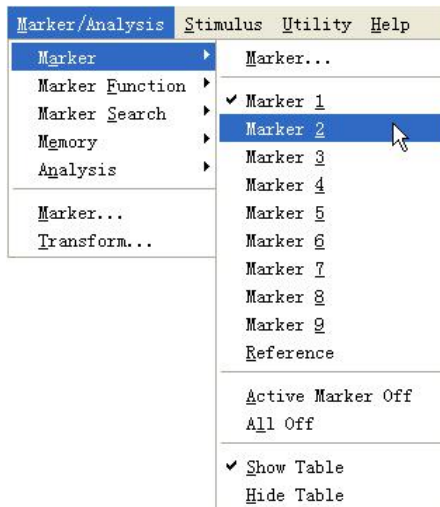 Marker/Analysis Stimulus Utility Help
Marker
Marker Function
Marker Search
Memory
Analysis
Marker...
Transform...
Marker...
Marker 1
Marker 2
Marker 3
Marker 4
Marker 5
Marker 6
Marker 7
Marker 8
Marker 9
Reference
Active Marker Off
All Off
Show Table
Hide Table